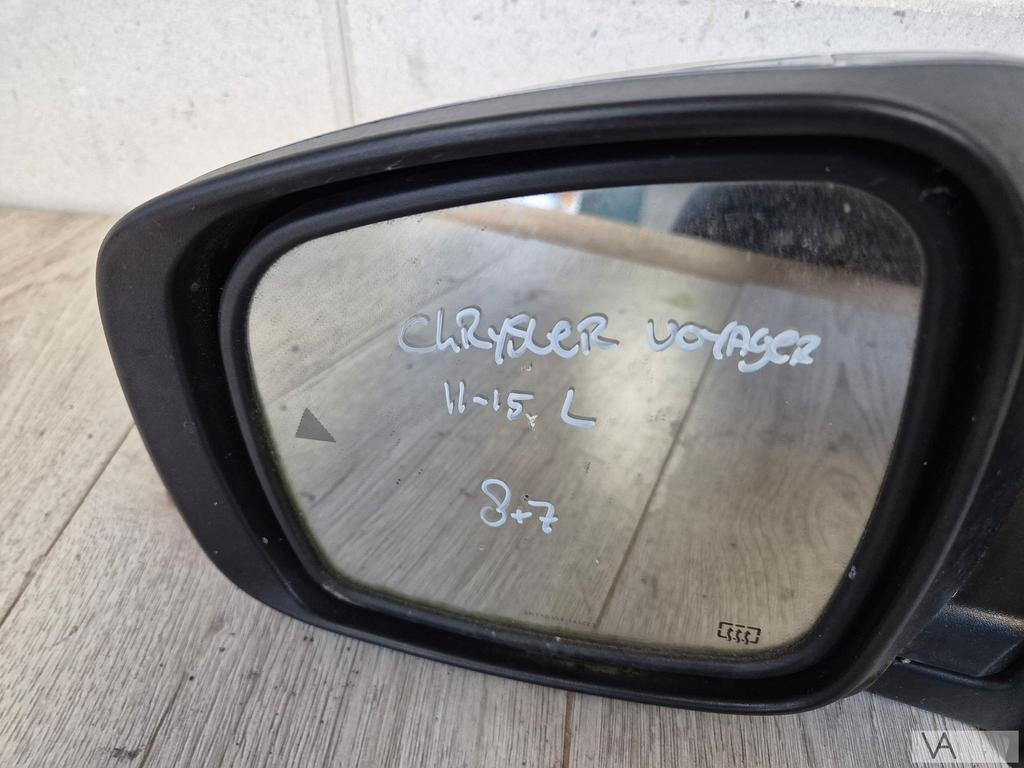 CHRYSLER VOYAGER
11-15 L
8+7
VA